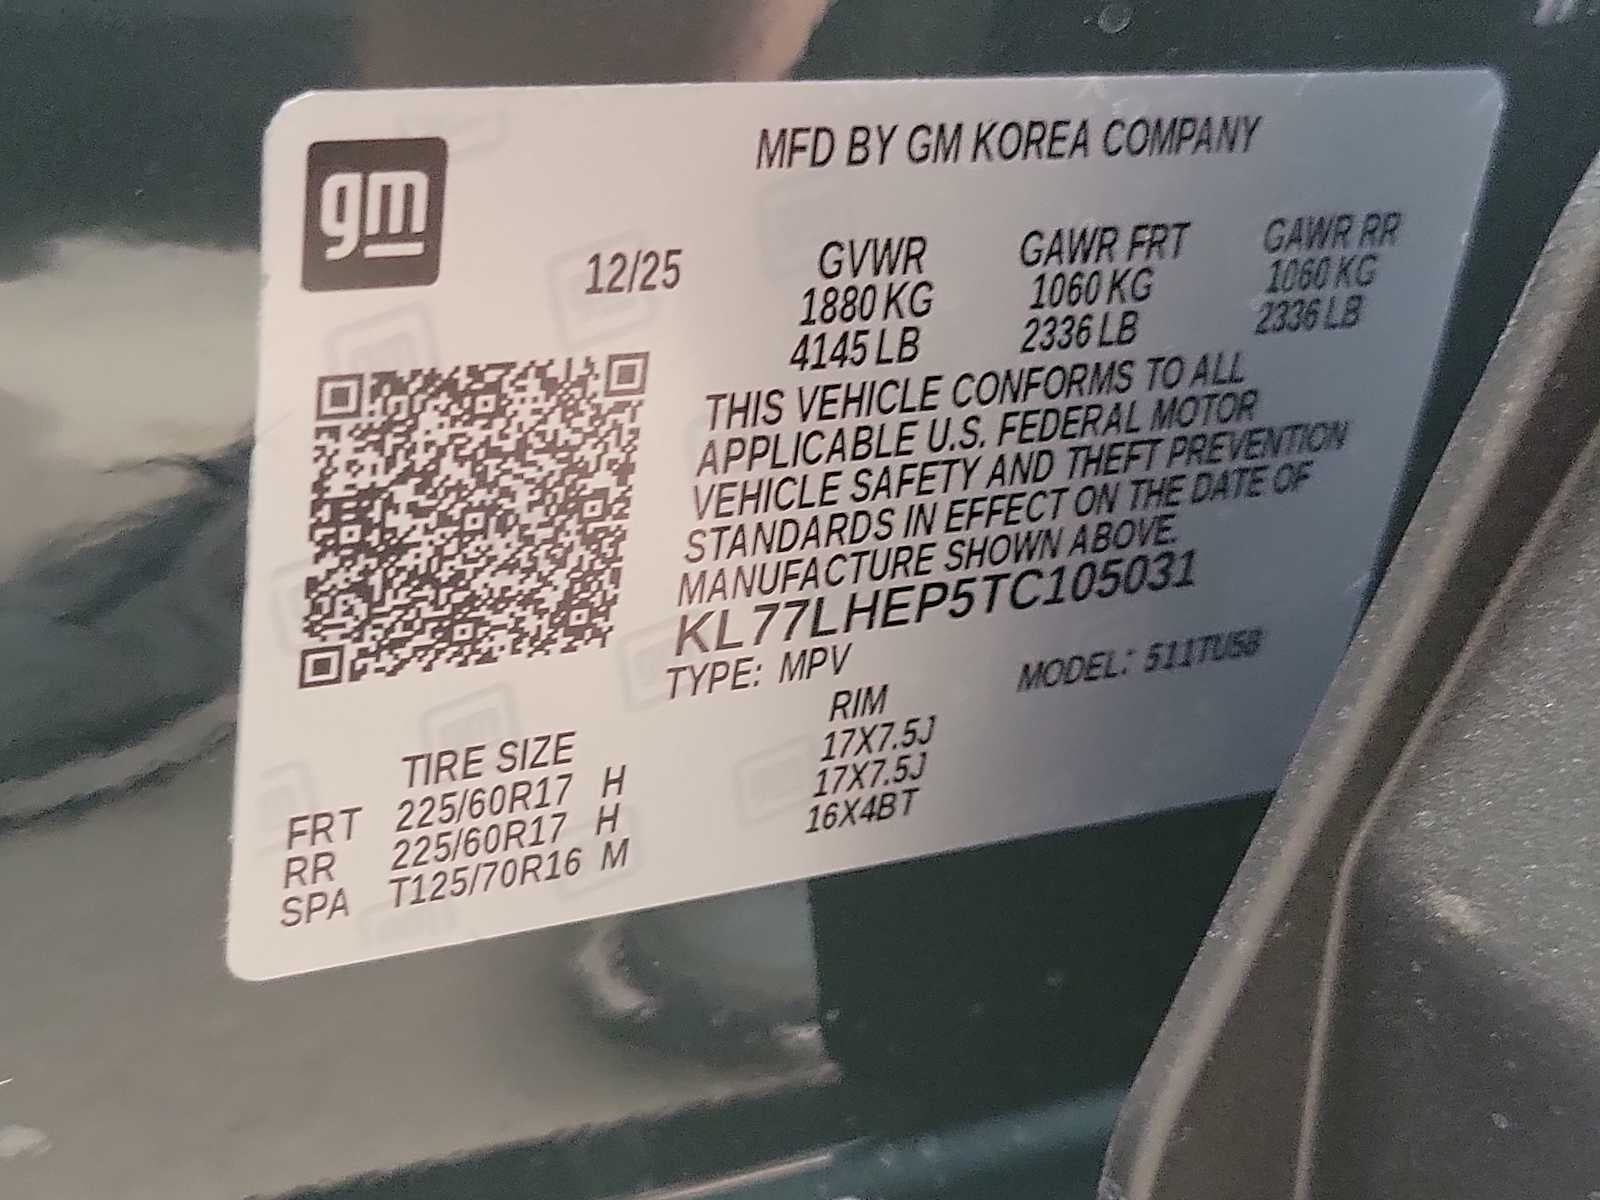 gm
MFD BY GM KOREA COMPANY
12/25
GVWR GAWR FRT GAWR RR
1880 KG 1060 KG 1060 KG
4145 LB 2336 LB 2336 LB
THIS VEHICLE CONFORMS TO ALL
APPLICABLE U.S. FEDERAL MOTOR
VEHICLE SAFETY AND THEFT PREVENTION
STANDARDS IN EFFECT ON THE DATE OF
MANUFACTURE SHOWN ABOVE.
KL77LHEP5TC105031
TYPE: MPV MODEL: 511TU58
TIRE SIZE RIM
FRT 225/60R17 H 17X7.5J
RR 225/60R17 H 17X7.5J
SPA T125/70R16 M 16X4BT